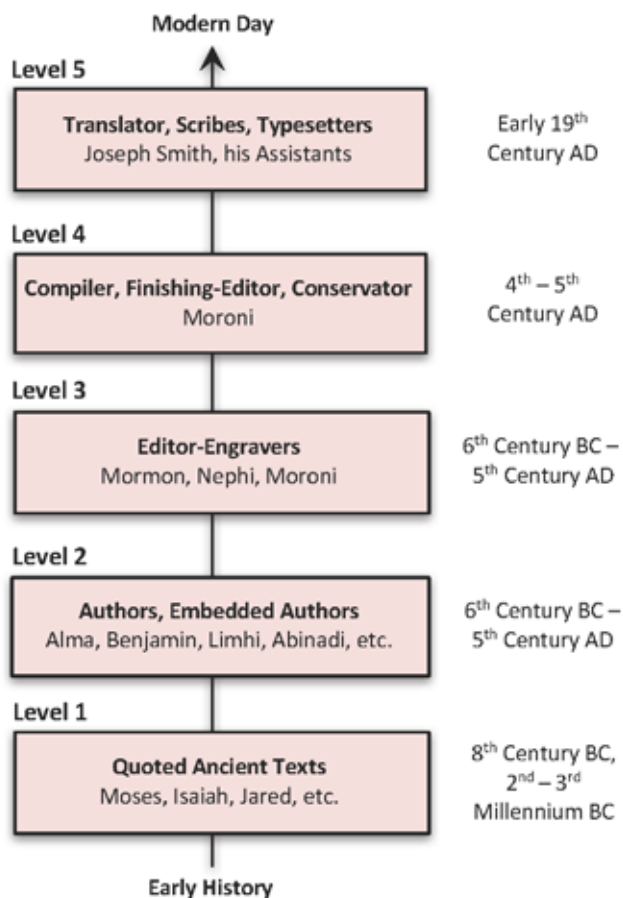 Modern Day
Level 5
Translator, Scribes, Typesetters
Joseph Smith, his Assistants
Early 19th
Century AD
Level 4
Compiler, Finishing-Editor, Conservator
Moroni
4th – 5th
Century AD
Level 3
Editor-Engravers
Mormon, Nephi, Moroni
6th Century BC –
5th Century AD
Level 2
Authors, Embedded Authors
Alma, Benjamin, Limhi, Abinadi, etc.
6th Century BC –
5th Century AD
Level 1
Quoted Ancient Texts
Moses, Isaiah, Jared, etc.
8th Century BC,
2nd – 3rd
Millennium BC
Early History